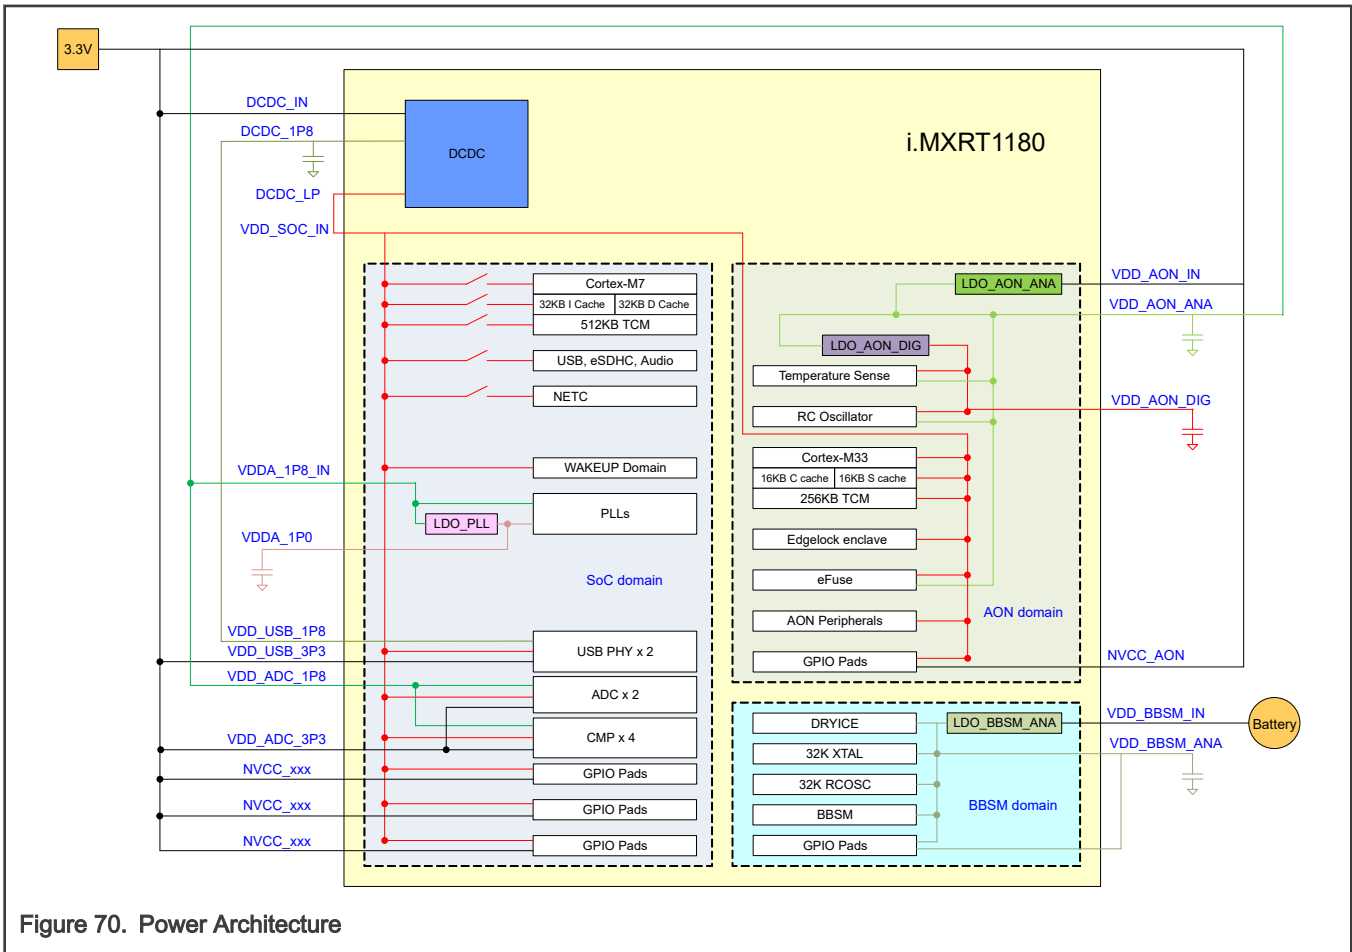 3.3V
DCDC_IN
DCDC_1P8
DCDC
i.MXRT1180
DCDC_LP
VDD_SOC_IN
Cortex-M7
32KB I Cache
32KB D Cache
512KB TCM
USB, eSDHC, Audio
NETC
WAKEUP Domain
VDDA_1P8_IN
PLLs
LDO_PLL
VDDA_1P0
SoC domain
VDD_USB_1P8
VDD_USB_3P3
USB PHY x 2
VDD_ADC_1P8
ADC x 2
CMP x 4
VDD_ADC_3P3
NVCC_xxx
GPIO Pads
NVCC_xxx
GPIO Pads
NVCC_xxx
GPIO Pads
LDO_AON_ANA
VDD_AON_IN
VDD_AON_ANA
LDO_AON_DIG
Temperature Sense
RC Oscillator
VDD_AON_DIG
Cortex-M33
16KB C cache
16KB S cache
256KB TCM
Edgelock enclave
eFuse
AON domain
AON Peripherals
GPIO Pads
NVCC_AON
DRYICE
LDO_BBSM_ANA
VDD_BBSM_IN
Battery
32K XTAL
VDD_BBSM_ANA
32K RCOSC
BBSM domain
BBSM
GPIO Pads
Figure 70. Power Architecture